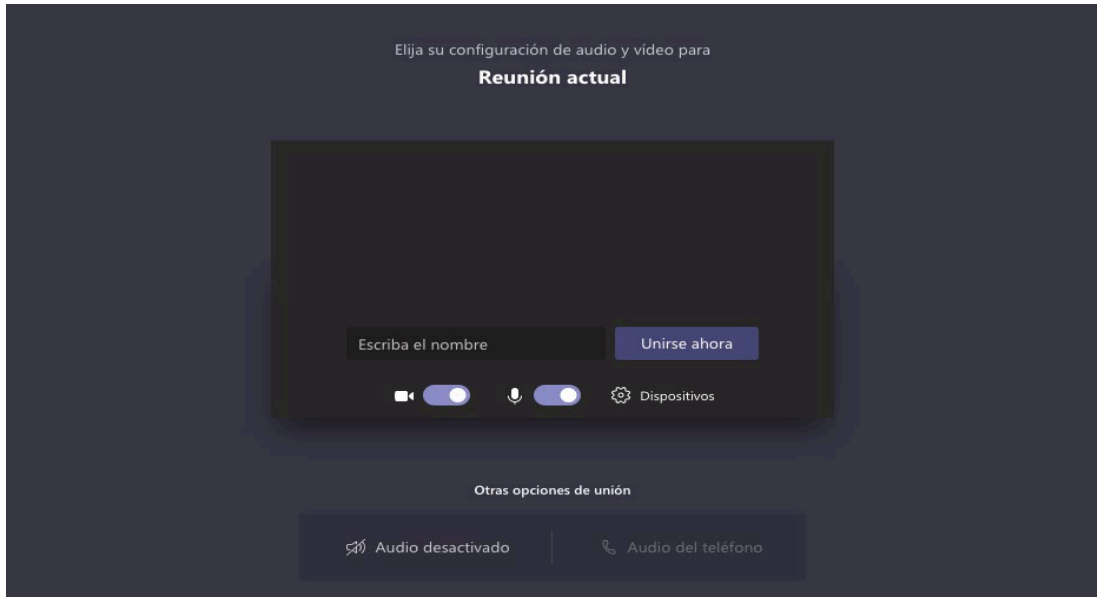 Elija su configuración de audio y vídeo para
Reunión actual
Escriba el nombre
Unirse ahora
Dispositivos
Otras opciones de unión
Audio desactivado
Audio del teléfono